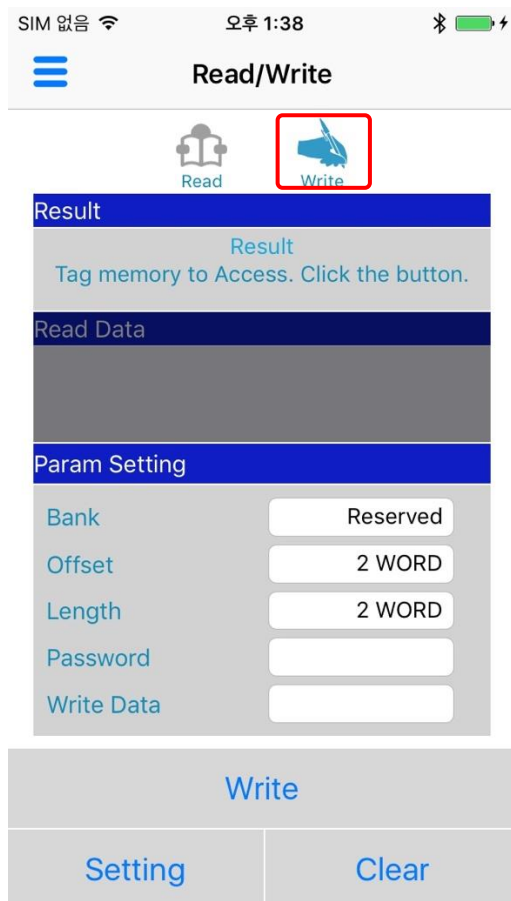 SIM 없음 오후 1:38
Read/Write
Read Write
Result
Result
Tag memory to Access. Click the button.
Read Data
Param Setting
Bank Reserved
Offset 2 WORD
Length 2 WORD
Password
Write Data
Write
Setting Clear